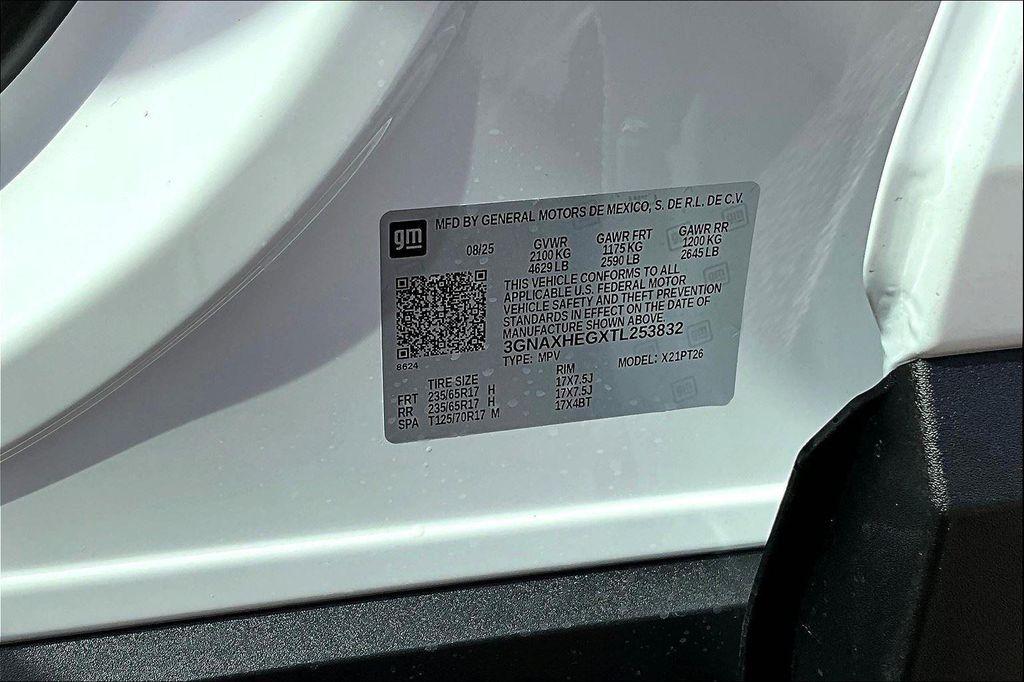 gm
MFD BY GENERAL MOTORS DE MEXICO, S. DE R.L. DE C.V.
08/25 GVWR GAWR FRT GAWR RR
2100 KG 1175 KG 1200 KG
4629 LB 2590 LB 2645 LB
THIS VEHICLE CONFORMS TO ALL
APPLICABLE U.S. FEDERAL MOTOR
VEHICLE SAFETY AND THEFT PREVENTION
STANDARDS IN EFFECT ON THE DATE OF
MANUFACTURE SHOWN ABOVE.
3GNAXHEGXTL253832
8624
TYPE: MPV MODEL: X21PT26
TIRE SIZE RIM
FRT 235/65R17 H 17X7.5J
RR 235/65R17 H 17X7.5J
SPA T125/70R17 M 17X4BT